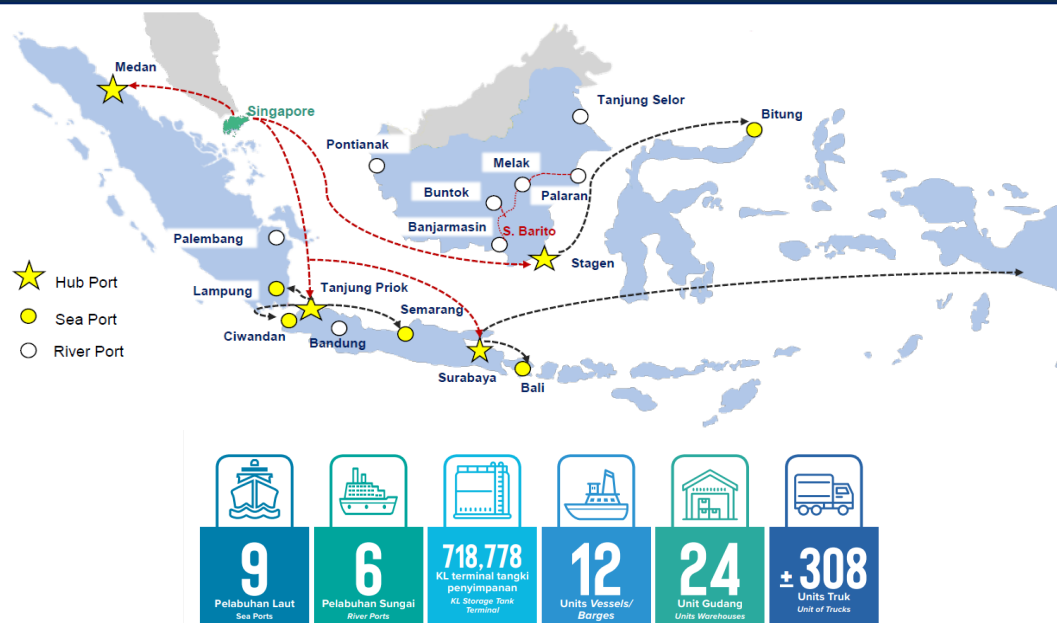 Medan
Singapore
Tanjung Selor
Bitung
Pontianak
Melak
Buntok
Palaran
Banjarmasin
S. Barito
Palembang
Stagen
Hub Port
Lampung
Tanjung Priok
Semarang
Sea Port
Ciwandan
Bandung
River Port
Surabaya
Bali
9
Pelabuhan Laut
Sea Ports
6
Pelabuhan Sungai
River Ports
718,778
KL terminal tangki
penyimpanan
KL Storage Tank
Terminal
12
Units Vessels/
Barges
24
Unit Gudang
Units Warehouses
± 308
Units Truk
Unit of Trucks